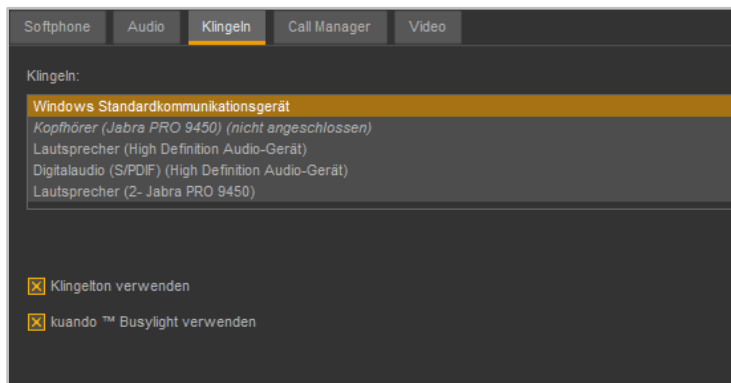 Softphone Audio Klingeln Call Manager Video
Klingeln:
Windows Standardkommunikationsgerät
Kopfhörer (Jabra PRO 9450) (nicht angeschlossen)
Lautsprecher (High Definition Audio-Gerät)
Digitalaudio (S/PDIF) (High Definition Audio-Gerät)
Lautsprecher (2- Jabra PRO 9450)
Klingelton verwenden
kuando ™ Busylight verwenden